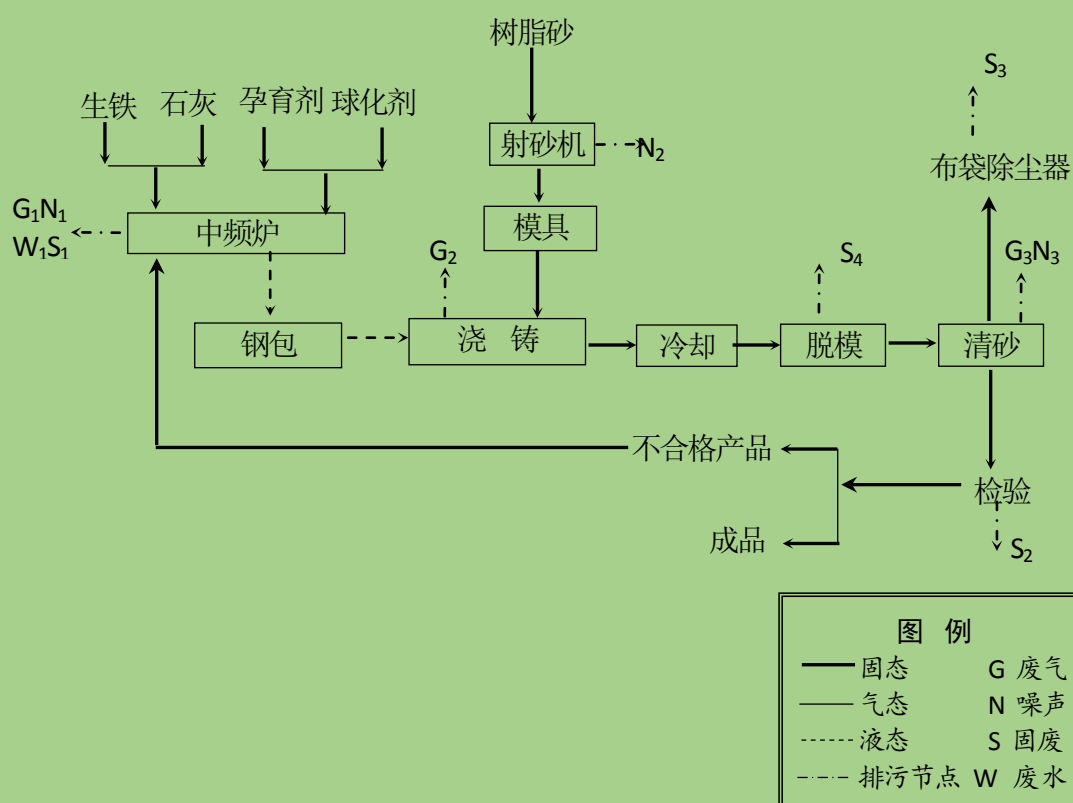 树脂砂
S₃
生铁 石灰 孕育剂 球化剂
射砂机
N₂
布袋除尘器
G₁N₁
W₁S₁
中频炉
模具
G₂
S₄
G₃N₃
钢包
浇 铸
冷却
脱模
清砂
不合格产品
检验
成品
S₂
图 例
固态 G 废气
气态 N 噪声
液态 S 固废
排污节点 W 废水